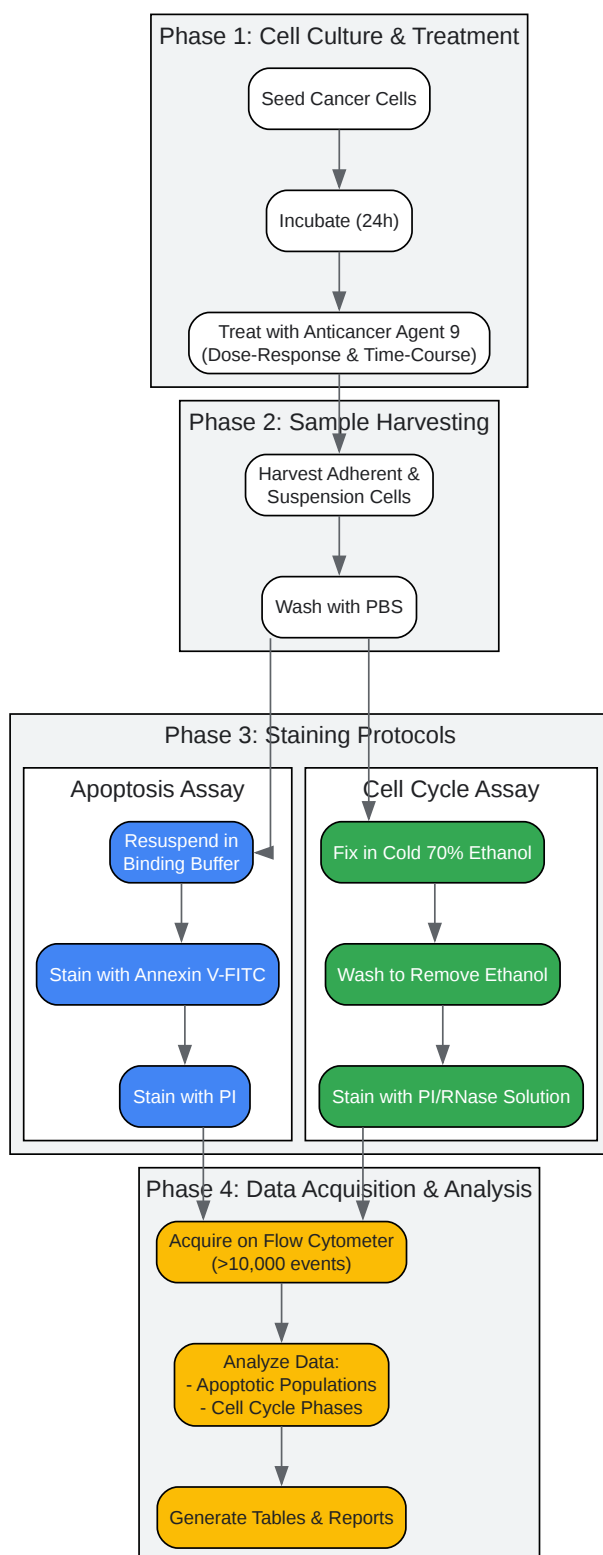 Phase 1: Cell Culture & Treatment
Seed Cancer Cells
Incubate (24h)
Treat with Anticancer Agent 9
(Dose-Response & Time-Course)
Phase 2: Sample Harvesting
Harvest Adherent &
Suspension Cells
Wash with PBS
Phase 3: Staining Protocols
Apoptosis Assay
Resuspend in
Binding Buffer
Stain with Annexin V-FITC
Stain with PI
Cell Cycle Assay
Fix in Cold 70% Ethanol
Wash to Remove Ethanol
Stain with PI/RNase Solution
Phase 4: Data Acquisition & Analysis
Acquire on Flow Cytometer
(>10,000 events)
Analyze Data:
- Apoptotic Populations
- Cell Cycle Phases
Generate Tables & Reports